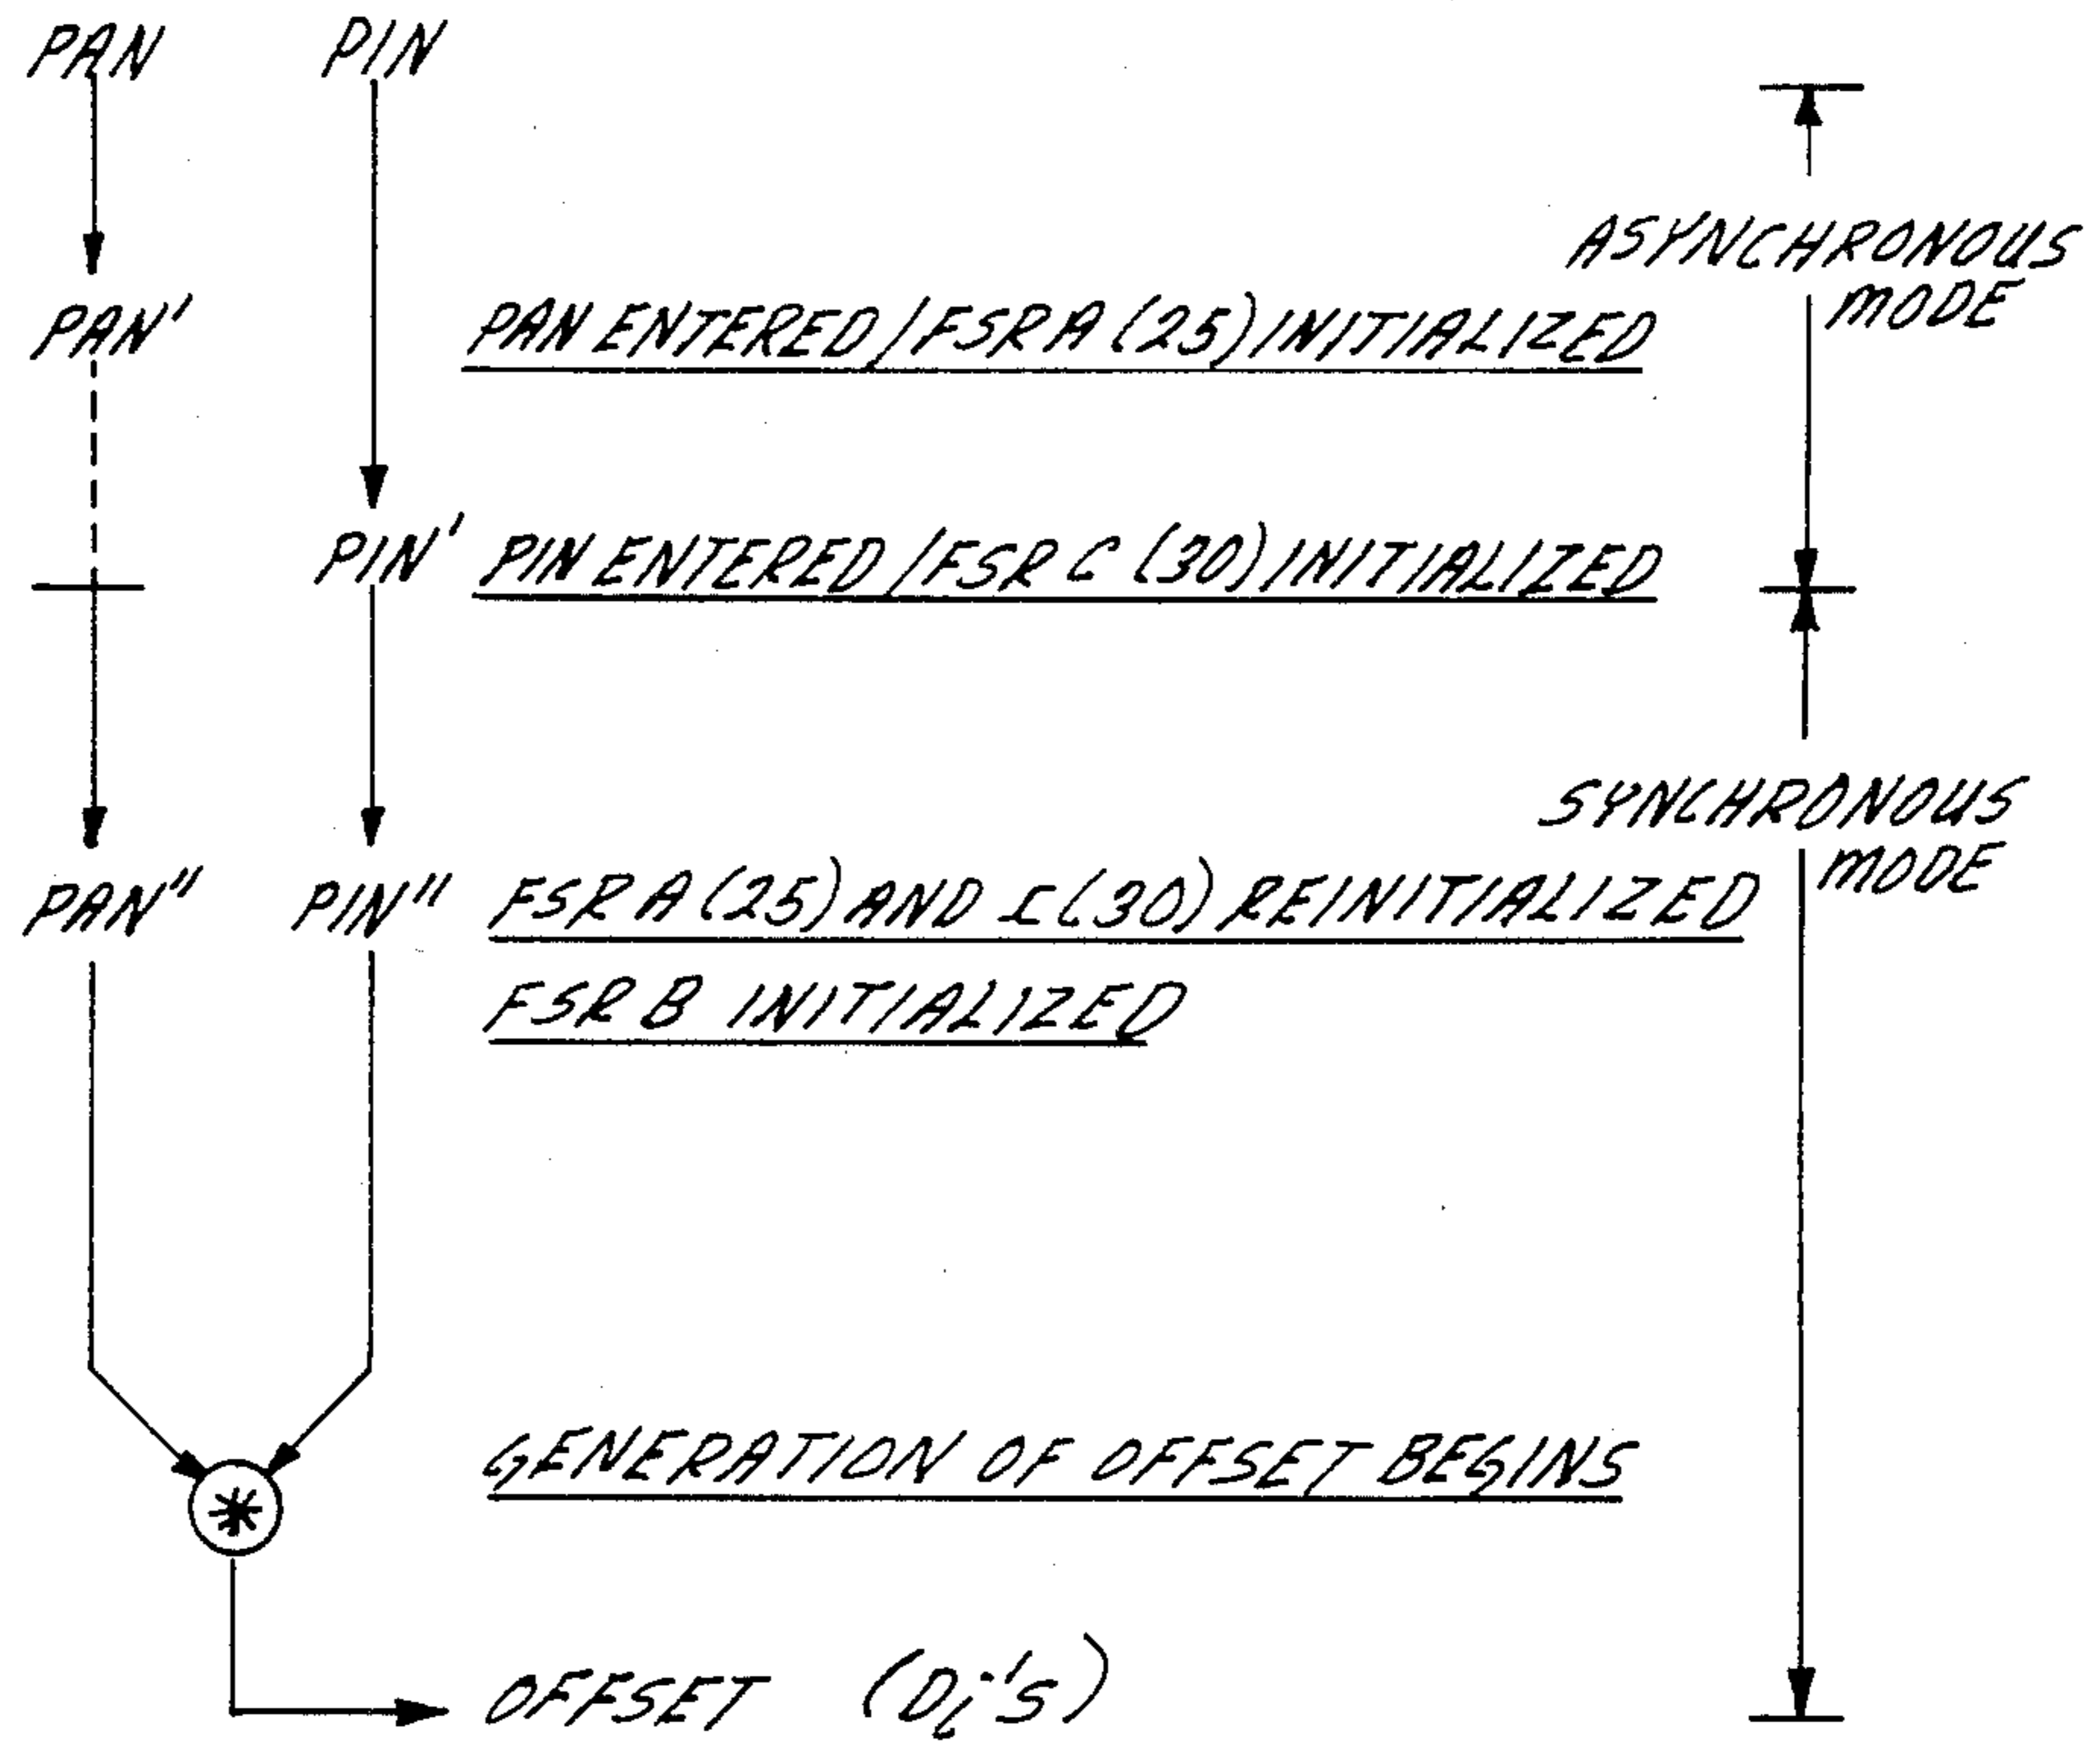 PAN PIN
ASYNCHRONOUS
MODE
PAN' PAN ENTERED/FSR A (25) INITIALIZED
PIN' PIN ENTERED/FSR C (30) INITIALIZED
SYNCHRONOUS
MODE
PAN" PIN" FSR A (25) AND C (30) REINITIALIZED
FSR B INITIALIZED
*
GENERATION OF OFFSET BEGINS
OFFSET (Di's)